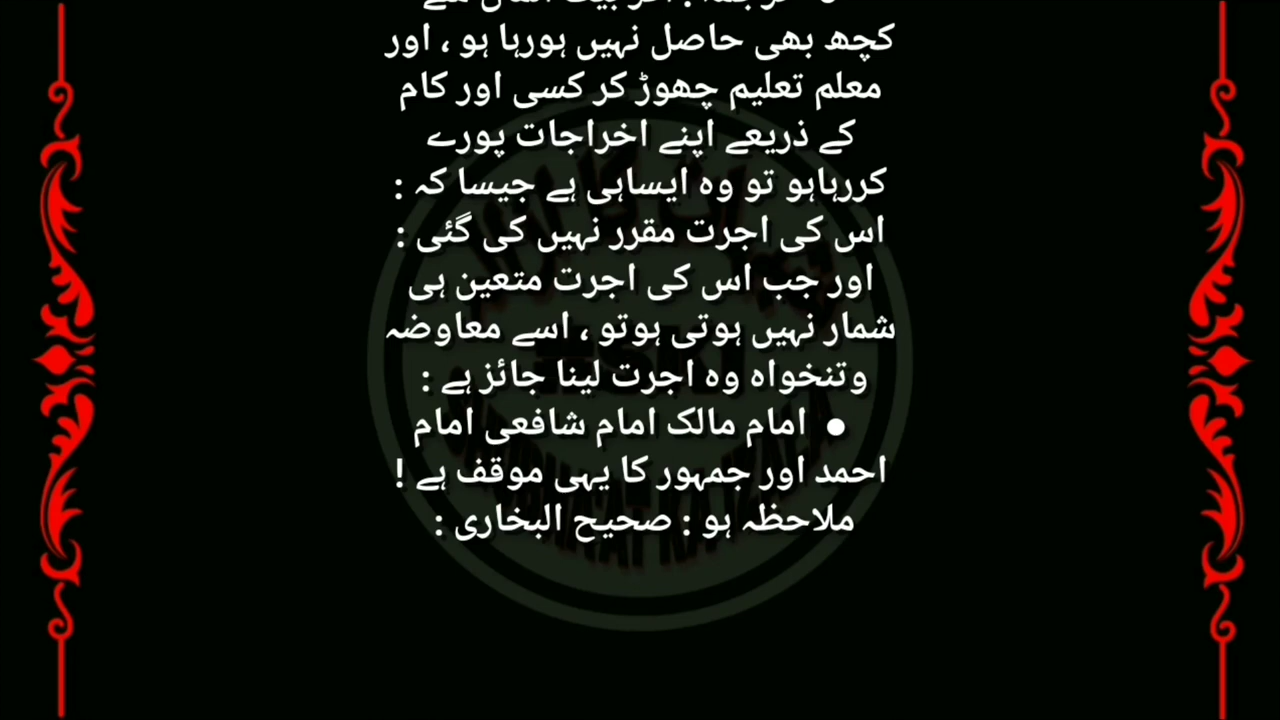 کچھ بھی حاصل نہیں ہورہا ہو ، اور
معلم تعلیم چھوڑ کر کسی اور کام
کے ذریعے اپنے اخراجات پورے
کررہاہو تو وہ ایساہی ہے جیسا کہ :
اس کی اجرت مقرر نہیں کی گئی :
اور جب اس کی اجرت متعین ہی
شمار نہیں ہوتی ہوتو ، اسے معاوضہ
وتنخواہ وہ اجرت لینا جائز ہے :
● امام مالک امام شافعی امام
احمد اور جمہور کا یہی موقف ہے !
ملاحظہ ہو : صحیح البخاری :